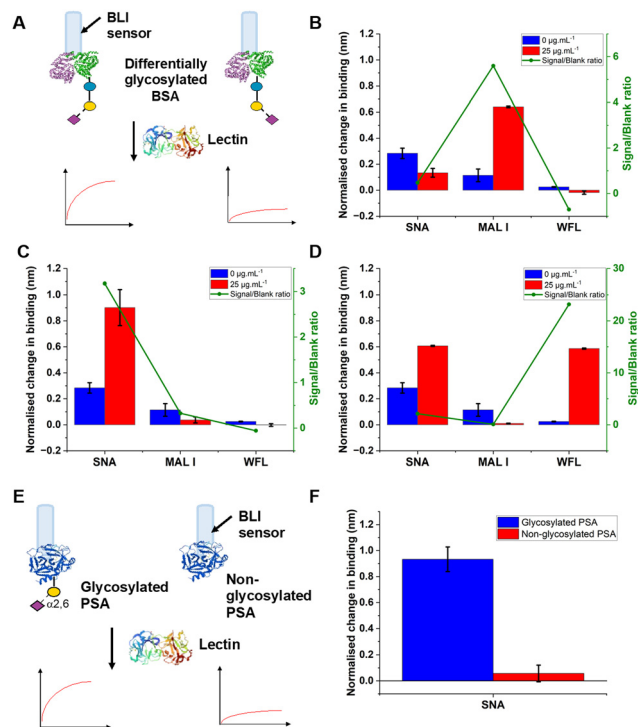 A
BLI
sensor
Differentially
glycosylated
BSA
Lectin
B
Normalised change in binding (nm)
1.4
1.2
1.0
0.8
0.6
0.4
0.2
0.0
-0.2
0 µg.mL⁻¹
25 µg.mL⁻¹
Signal/Blank ratio
6
4
2
0
Signal/Blank ratio
SNA MAL I WFL
C
Normalised change in binding (nm)
1.2
1.0
0.8
0.6
0.4
0.2
0.0
-0.2
0 µg.mL⁻¹
25 µg.mL⁻¹
Signal/Blank ratio
3
2
1
0
Signal/Blank ratio
SNA MAL I WFL
D
Normalised change in binding (nm)
1.2
1.0
0.8
0.6
0.4
0.2
0.0
-0.2
0 µg.mL⁻¹
25 µg.mL⁻¹
Signal/Blank ratio
30
20
10
0
Signal/Blank ratio
SNA MAL I WFL
E
BLI
sensor
α2,6
Glycosylated
PSA
Non-
glycosylated
PSA
Lectin
F
Normalised change in binding (nm)
1.2
1.0
0.8
0.6
0.4
0.2
0.0
Glycosylated PSA
Non-glycosylated PSA
SNA